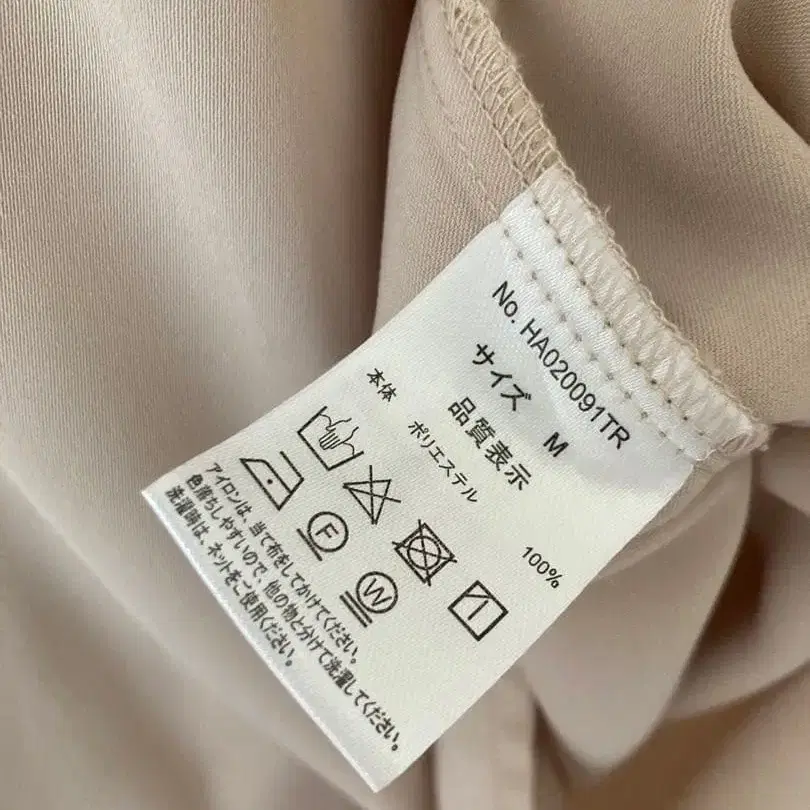 No. HA020091TR
サイズ M
品質表示
本体 ポリエステル 100%
F
W
アイロンは、当て布をしてかけてください。
色落ちしやすいので、他の物と分けて洗濯してください。
洗濯時は、ネットをご使用ください。